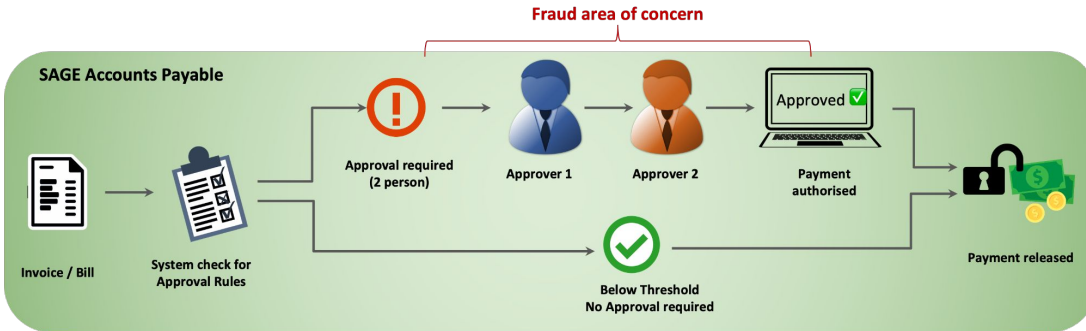 Fraud area of concern
SAGE Accounts Payable
Approved
Approval required
(2 person)
Approver 1
Approver 2
Payment
authorised
Invoice / Bill
System check for
Approval Rules
Below Threshold
No Approval required
Payment released